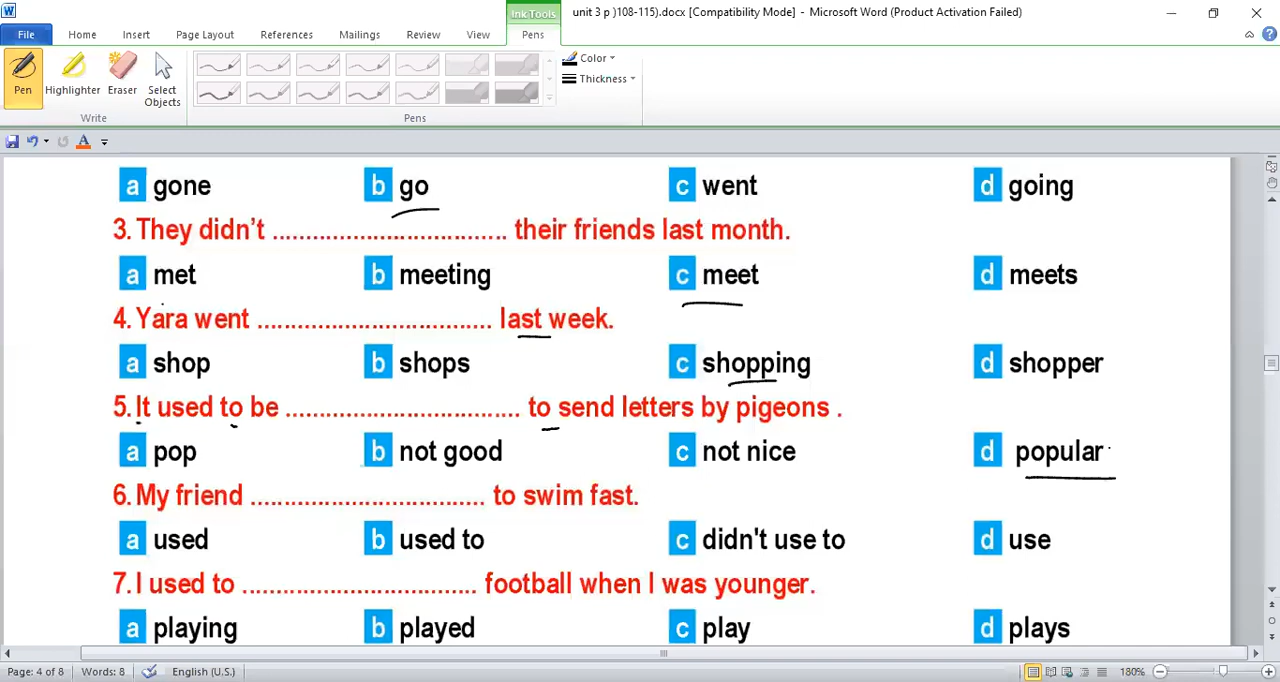 Ink Tools
unit 3 p )108-115).docx [Compatibility Mode] - Microsoft Word (Product Activation Failed)
File Home Insert Page Layout References Mailings Review View Pens
Pen Highlighter Eraser Select Objects
Color
Thickness
Write Pens
a gone b go c went d going
3. They didn't .................................... their friends last month.
a met b meeting c meet d meets
4. Yara went .................................... last week.
a shop b shops c shopping d shopper
5. It used to be .................................... to send letters by pigeons .
a pop b not good c not nice d popular
6. My friend .................................... to swim fast.
a used b used to c didn't use to d use
7. I used to .................................... football when I was younger.
a playing b played c play d plays
Page: 4 of 8 Words: 8 English (U.S.) 180%